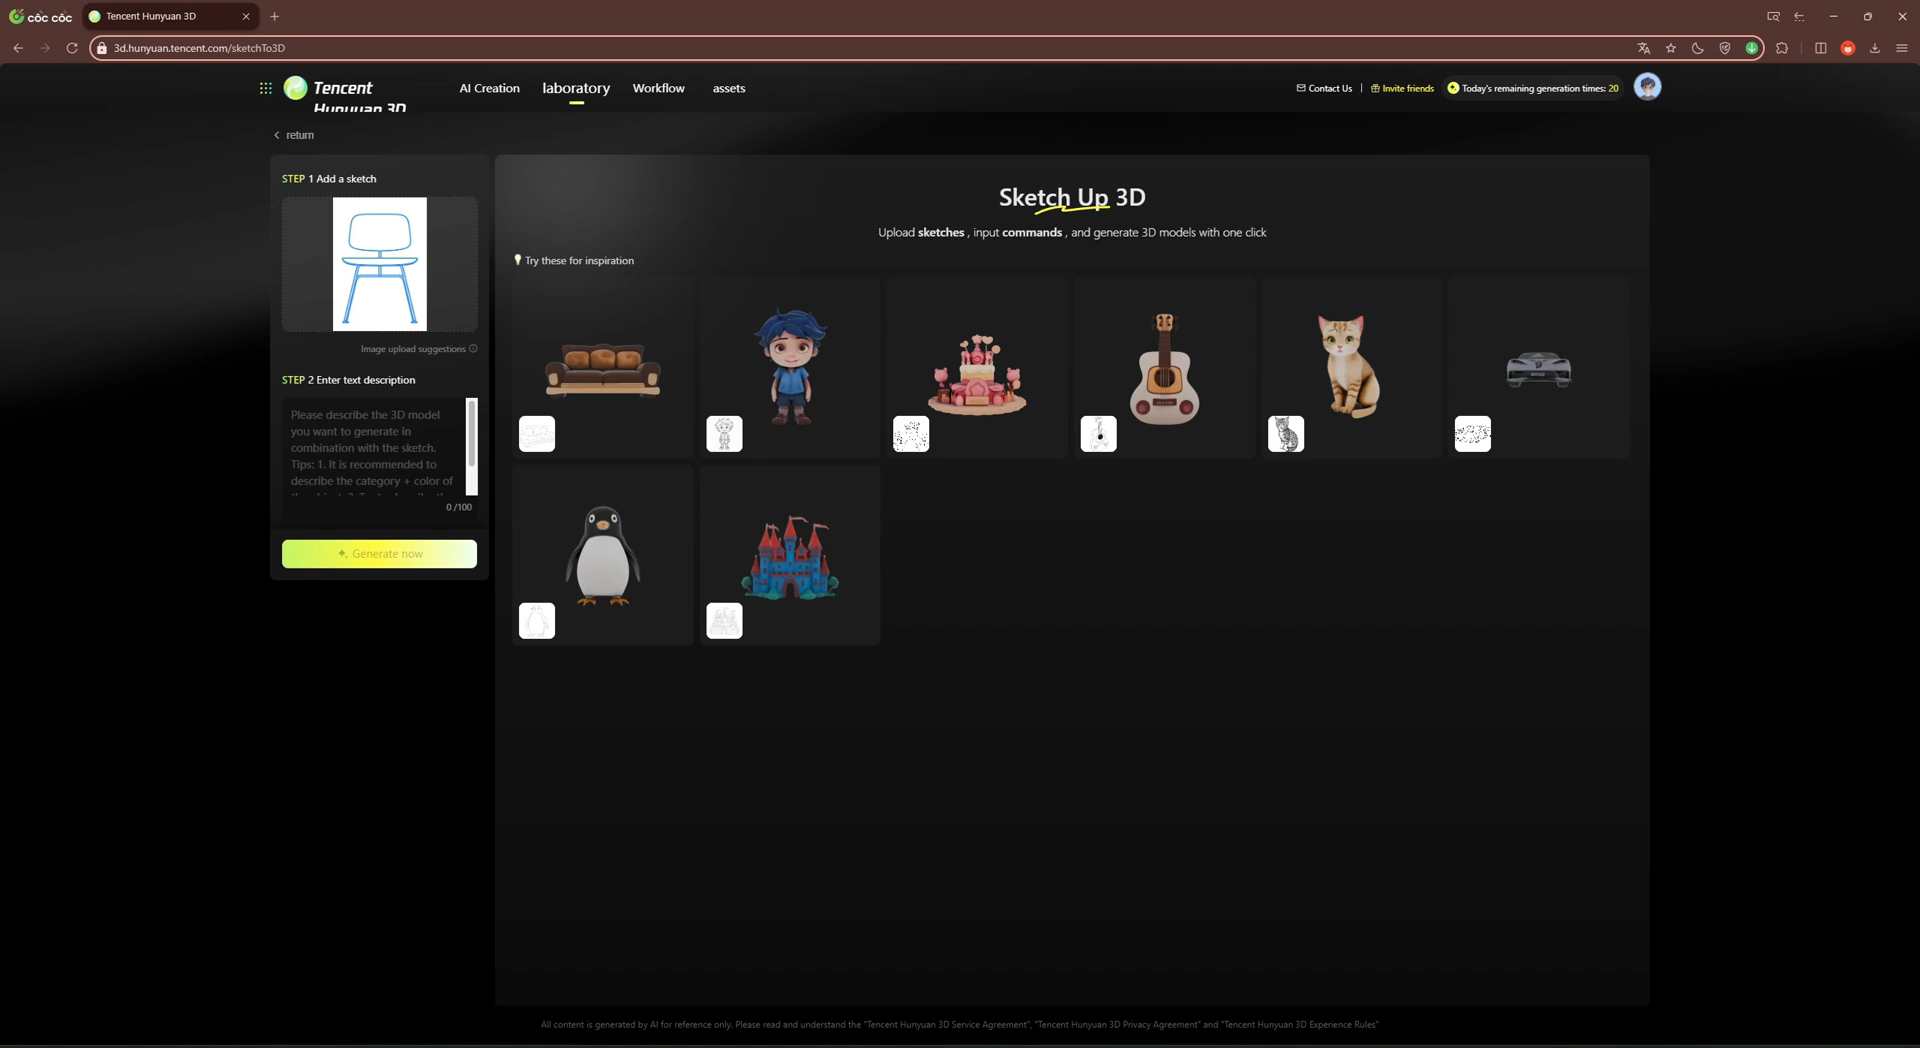 cốc cốc
Tencent Hunyuan 3D
3d.hunyuan.tencent.com/sketchTo3D
Tencent
Hunyuan 3D
AI Creation
laboratory
Workflow
assets
Contact Us
Invite friends
Today's remaining generation times: 20
return
STEP 1 Add a sketch
Image upload suggestions
STEP 2 Enter text description
Please describe the 3D model
you want to generate in
combination with the sketch.
Tips: 1. It is recommended to
describe the category + color of
0 /100
Generate now
Sketch Up 3D
Upload sketches , input commands , and generate 3D models with one click
Try these for inspiration
All content is generated by AI for reference only. Please read and understand the "Tencent Hunyuan 3D Service Agreement", "Tencent Hunyuan 3D Privacy Agreement" and "Tencent Hunyuan 3D Experience Rules"